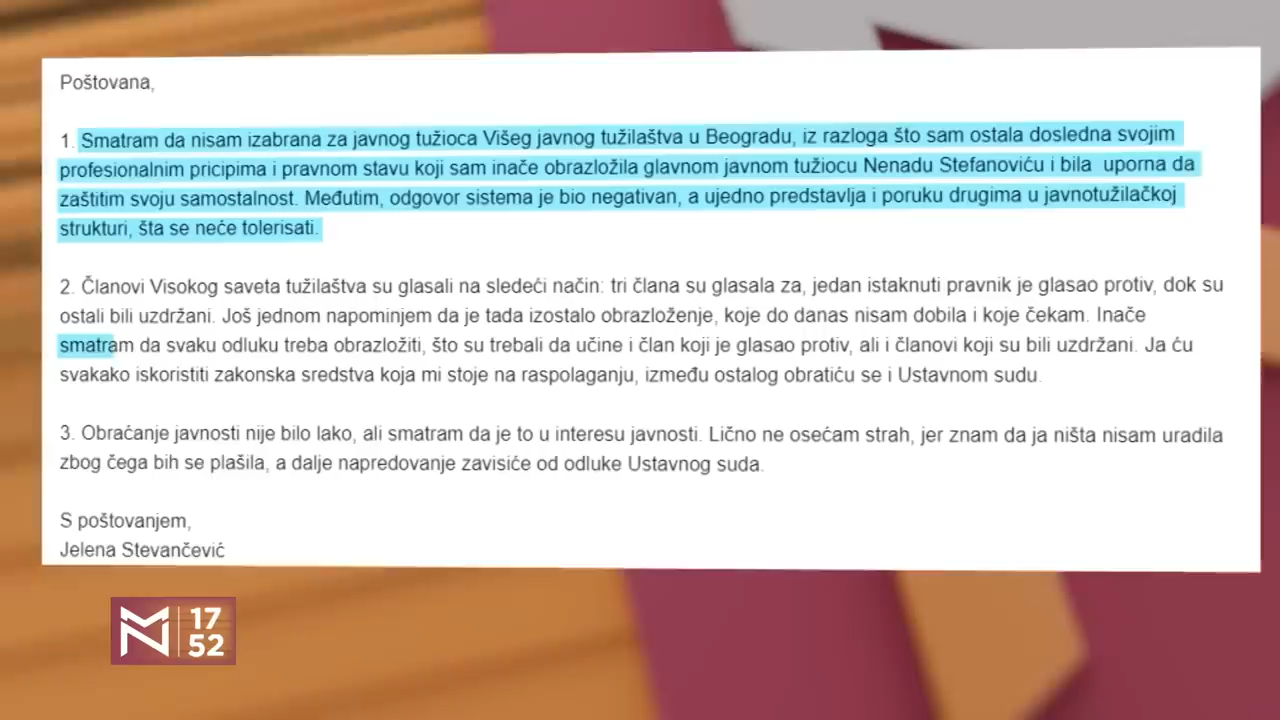 Poštovana,
1. Smatram da nisam izabrana za javnog tužioca Višeg javnog tužilaštva u Beogradu, iz razloga što sam ostala dosledna svojim
profesionalnim pricipima i pravnom stavu koji sam inače obrazložila glavnom javnom tužiocu Nenadu Stefanoviću i bila uporna da
zaštitim svoju samostalnost. Međutim, odgovor sistema je bio negativan, a ujedno predstavlja i poruku drugima u javnotužilačkoj
strukturi, šta se neće tolerisati.
2. Članovi Visokog saveta tužilaštva su glasali na sledeći način: tri člana su glasala za, jedan istaknuti pravnik je glasao protiv, dok su
ostali bili uzdržani. Još jednom napominjem da je tada izostalo obrazloženje, koje do danas nisam dobila i koje čekam. Inače
smatram da svaku odluku treba obrazložiti, što su trebali da učine i član koji je glasao protiv, ali i članovi koji su bili uzdržani. Ja ću
svakako iskoristiti zakonska sredstva koja mi stoje na raspolaganju, između ostalog obratiću se i Ustavnom sudu.
3. Obraćanje javnosti nije bilo lako, ali smatram da je to u interesu javnosti. Lično ne osećam strah, jer znam da ja ništa nisam uradila
zbog čega bih se plašila, a dalje napredovanje zavisiće od odluke Ustavnog suda.
S poštovanjem,
Jelena Stevančević
17
52